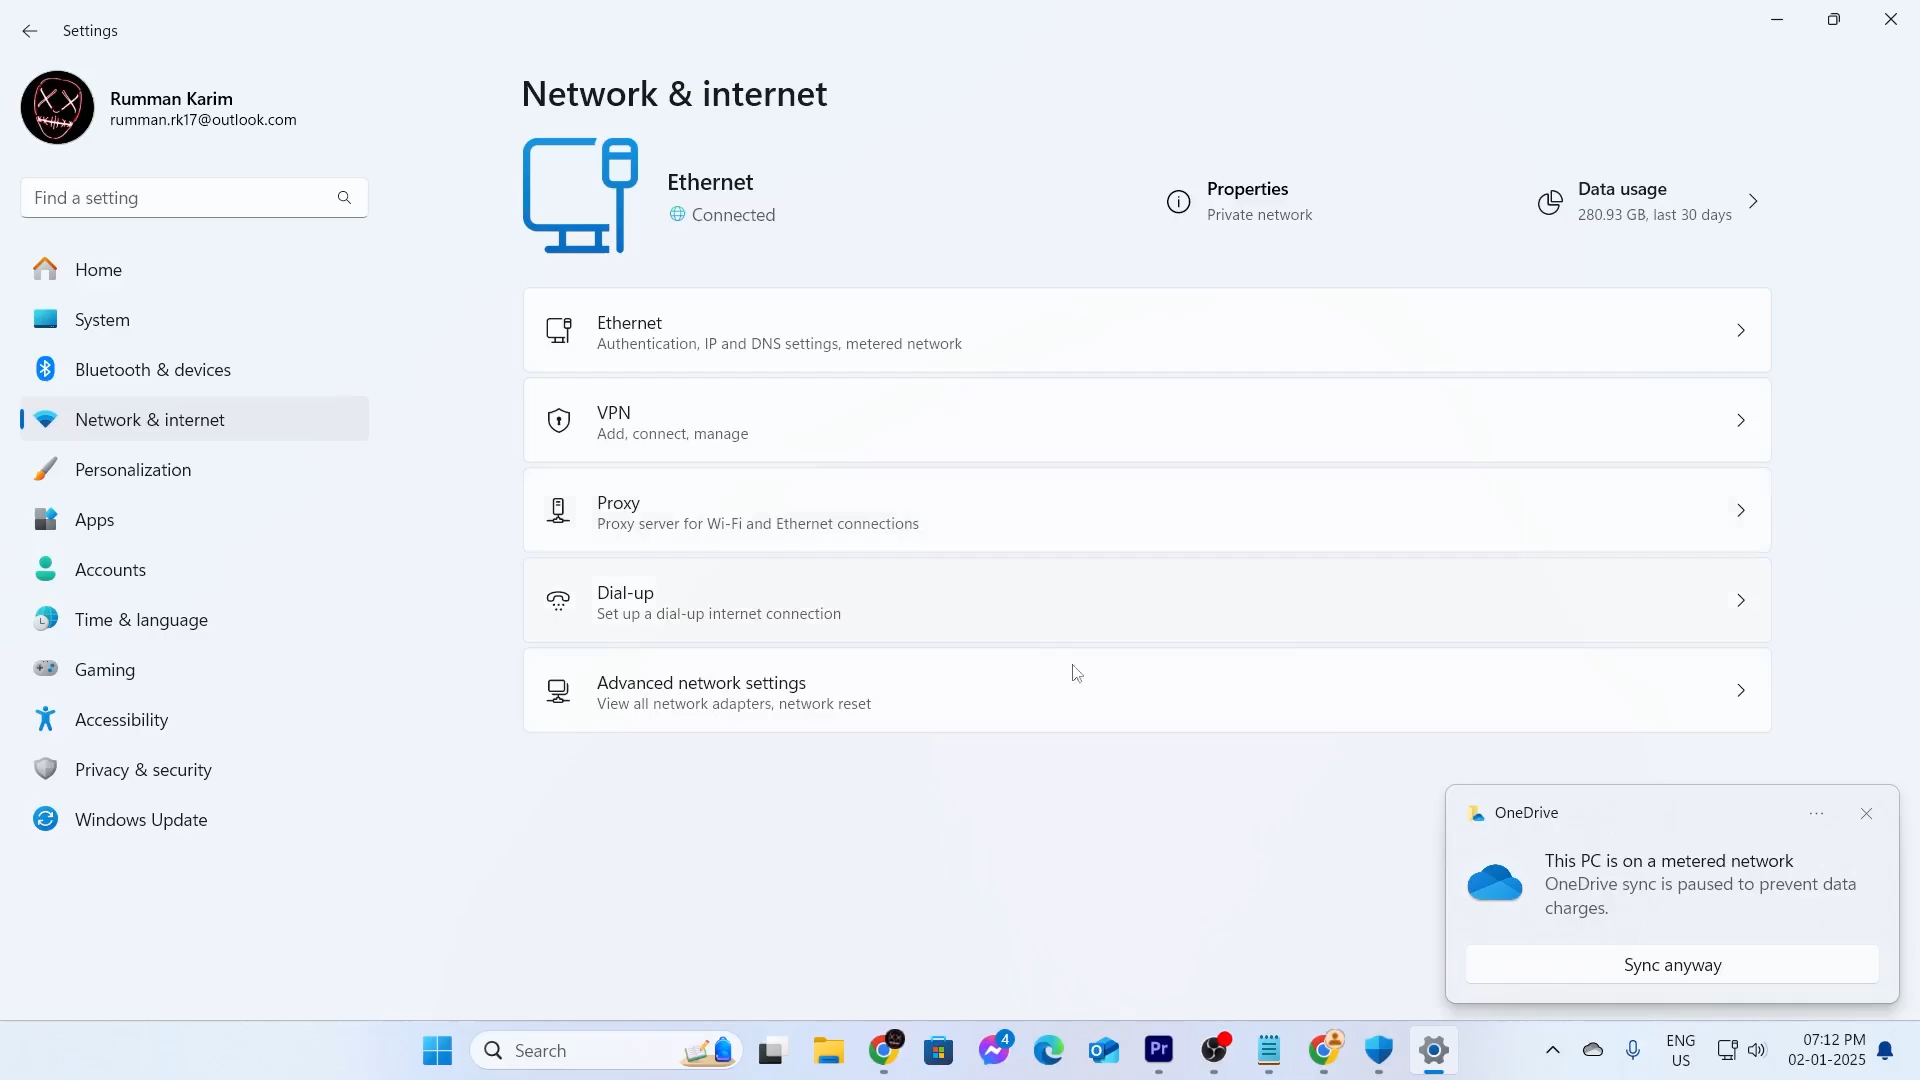 Settings
Rumman Karim
rumman.rk17@outlook.com
Find a setting
Home
System
Bluetooth & devices
Network & internet
Personalization
Apps
Accounts
Time & language
Gaming
Accessibility
Privacy & security
Windows Update
Network & internet
Ethernet
Connected
Properties
Private network
Data usage
280.93 GB, last 30 days
Ethernet
Authentication, IP and DNS settings, metered network
VPN
Add, connect, manage
Proxy
Proxy server for Wi-Fi and Ethernet connections
Dial-up
Set up a dial-up internet connection
Advanced network settings
View all network adapters, network reset
OneDrive
This PC is on a metered network
OneDrive sync is paused to prevent data
charges.
Sync anyway
Search
4
Pr
ENG
US
07:12 PM
02-01-2025